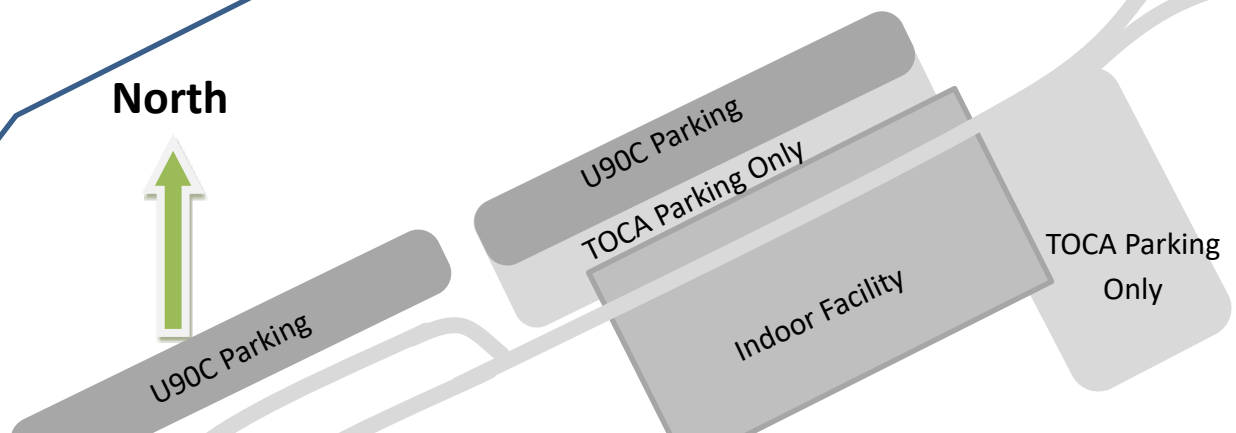 North
U90C Parking
TOCA Parking Only
TOCA Parking
Only
Indoor Facility
U90C Parking